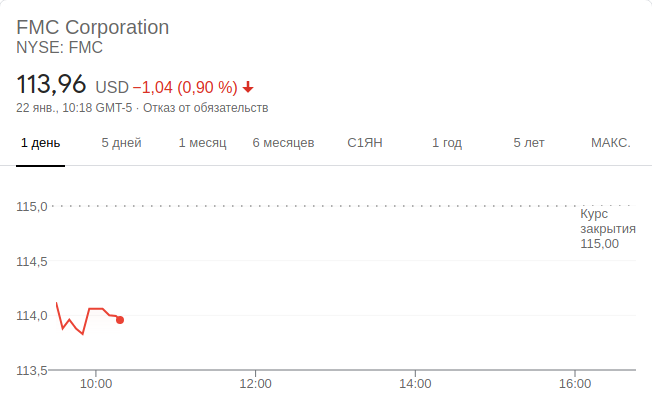 FMC Corporation
NYSE: FMC
113,96 USD −1,04 (0,90 %)
22 янв., 10:18 GMT-5 · Отказ от обязательств
1 день 5 дней 1 месяц 6 месяцев С1ЯН 1 год 5 лет МАКС.
115,0
Курс
закрытия
115,00
114,5
114,0
113,5
10:00 12:00 14:00 16:00